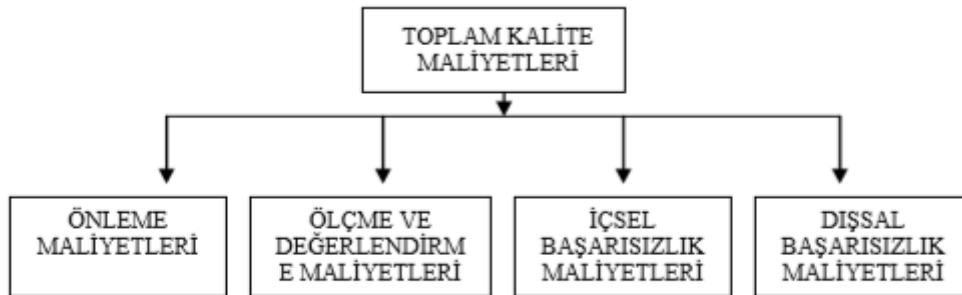 TOPLAM KALİTE
MALİYETLERİ
ÖNLEME
MALİYETLERİ
ÖLÇME VE
DEĞERLENDİRM
E MALİYETLERİ
İÇSEL
BAŞARISIZLIK
MALİYETLERİ
DIŞSAL
BAŞARISIZLIK
MALİYETLERİ